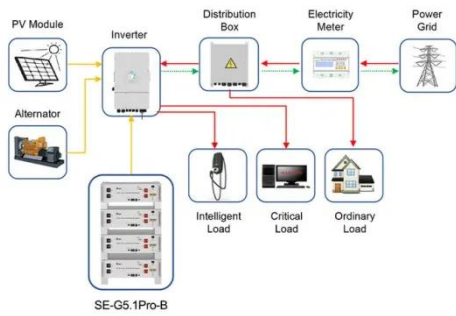 PV Module
Inverter
Distribution
Box
Electricity
Meter
Power
Grid
Alternator
Intelligent
Load
Critical
Load
Ordinary
Load
SE-G5.1Pro-B